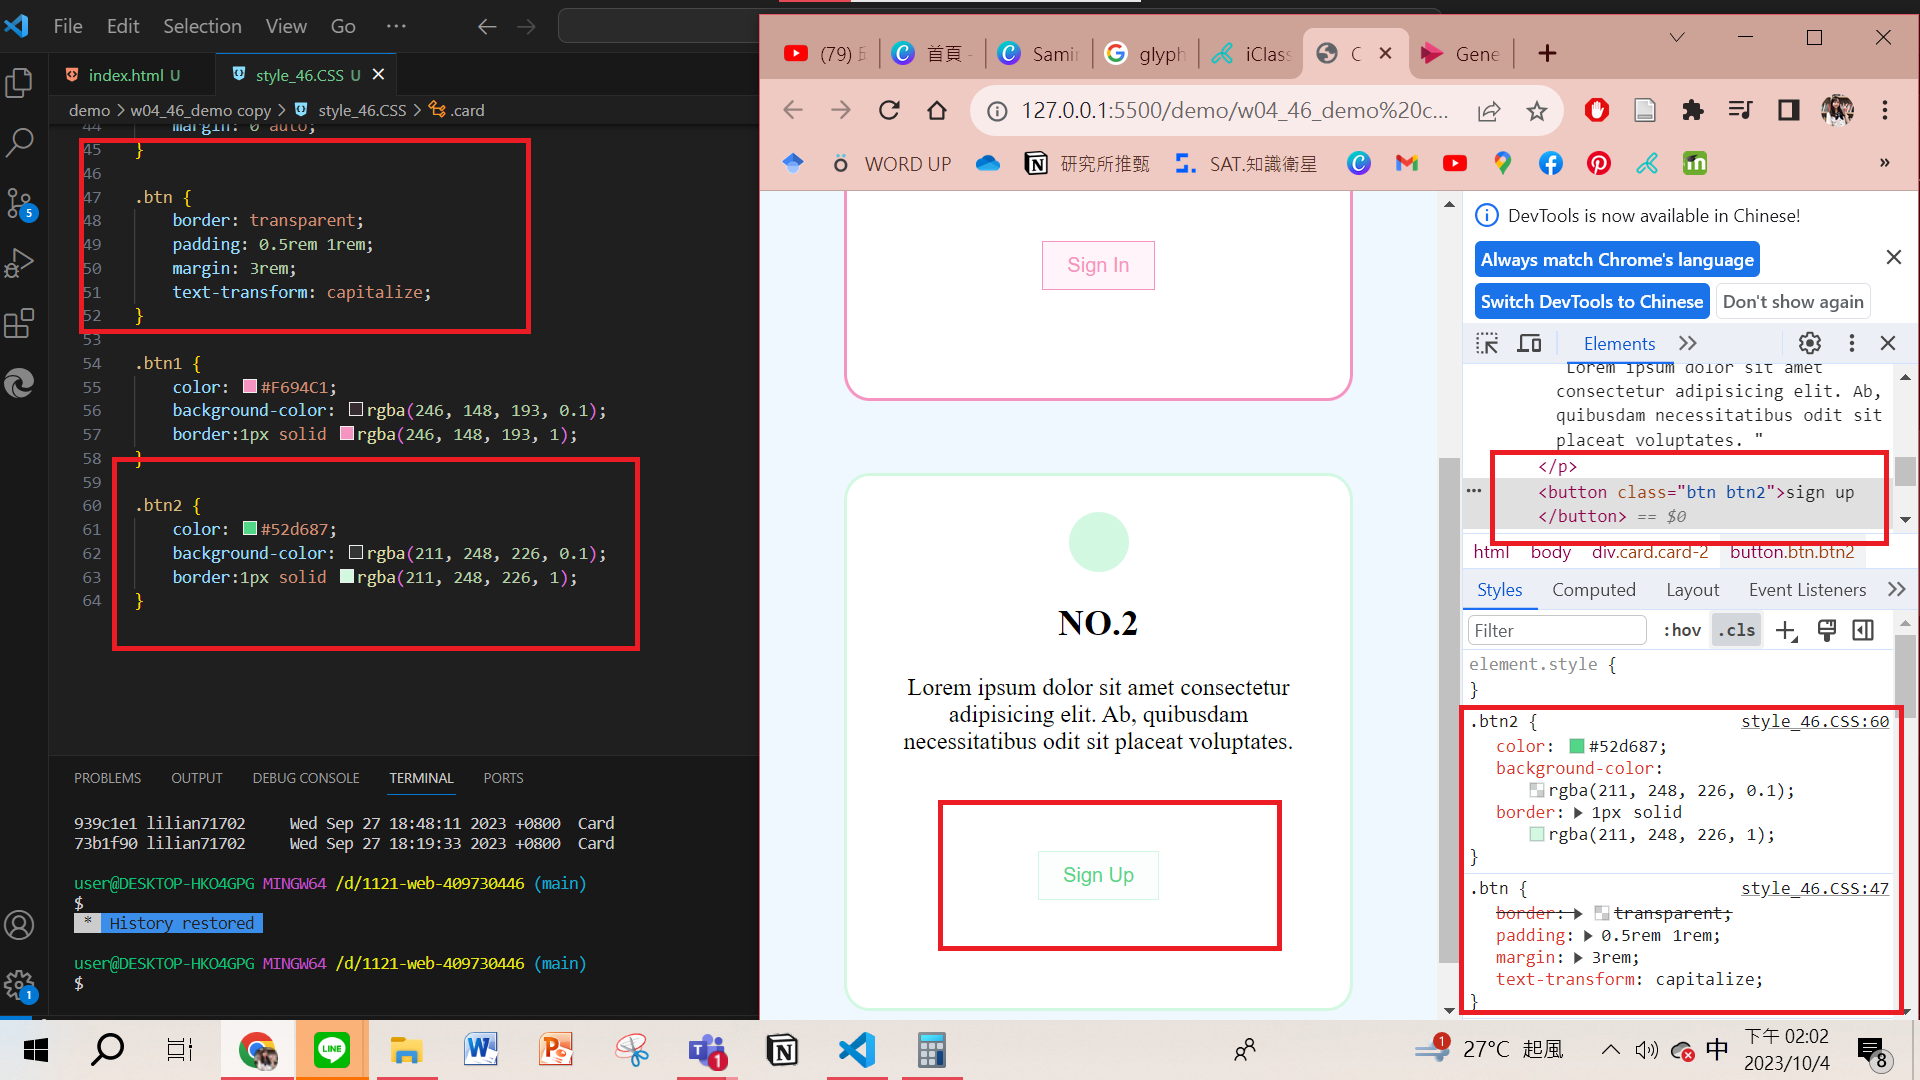 File Edit Selection View Go ···
index.html U
style_46.CSS U
demo > w04_46_demo copy > style_46.CSS > .card
44 margin: 0 auto;
45 }
46
47 .btn {
48 border: transparent;
49 padding: 0.5rem 1rem;
50 margin: 3rem;
51 text-transform: capitalize;
52 }
53
54 .btn1 {
55 color: #F694C1;
56 background-color: rgba(246, 148, 193, 0.1);
57 border:1px solid rgba(246, 148, 193, 1);
58 }
59
60 .btn2 {
61 color: #52d687;
62 background-color: rgba(211, 248, 226, 0.1);
63 border:1px solid rgba(211, 248, 226, 1);
64 }
5
1
PROBLEMS OUTPUT DEBUG CONSOLE TERMINAL PORTS
939c1e1 lilian71702 Wed Sep 27 18:48:11 2023 +0800 Card
73b1f90 lilian71702 Wed Sep 27 18:19:33 2023 +0800 Card
user@DESKTOP-HKO4GPG MINGW64 /d/1121-web-409730446 (main)
$
* History restored
user@DESKTOP-HKO4GPG MINGW64 /d/1121-web-409730446 (main)
$
(79) 首頁 - Samir glyph iClass C Gene
127.0.0.1:5500/demo/w04_46_demo%20c...
WORD UP 研究所推甄 SAT.知識衛星 »
Sign In
NO.2
Lorem ipsum dolor sit amet consectetur
adipisicing elit. Ab, quibusdam
necessitatibus odit sit placeat voluptates.
Sign Up
DevTools is now available in Chinese!
Always match Chrome's language
Switch DevTools to Chinese Don't show again
Elements
Lorem ipsum dolor sit amet
consectetur adipisicing elit. Ab,
quibusdam necessitatibus odit sit
placeat voluptates. "
</p>
<button class="btn btn2">sign up
</button> == $0
html body div.card.card-2 button.btn.btn2
Styles Computed Layout Event Listeners
Filter :hov .cls
element.style {
}
.btn2 { style_46.CSS:60
color: #52d687;
background-color:
rgba(211, 248, 226, 0.1);
border: 1px solid
rgba(211, 248, 226, 1);
}
.btn { style_46.CSS:47
border: transparent;
padding: 0.5rem 1rem;
margin: 3rem;
text-transform: capitalize;
}
LINE
1
1
27°C 起風
中
下午 02:02
2023/10/4
8